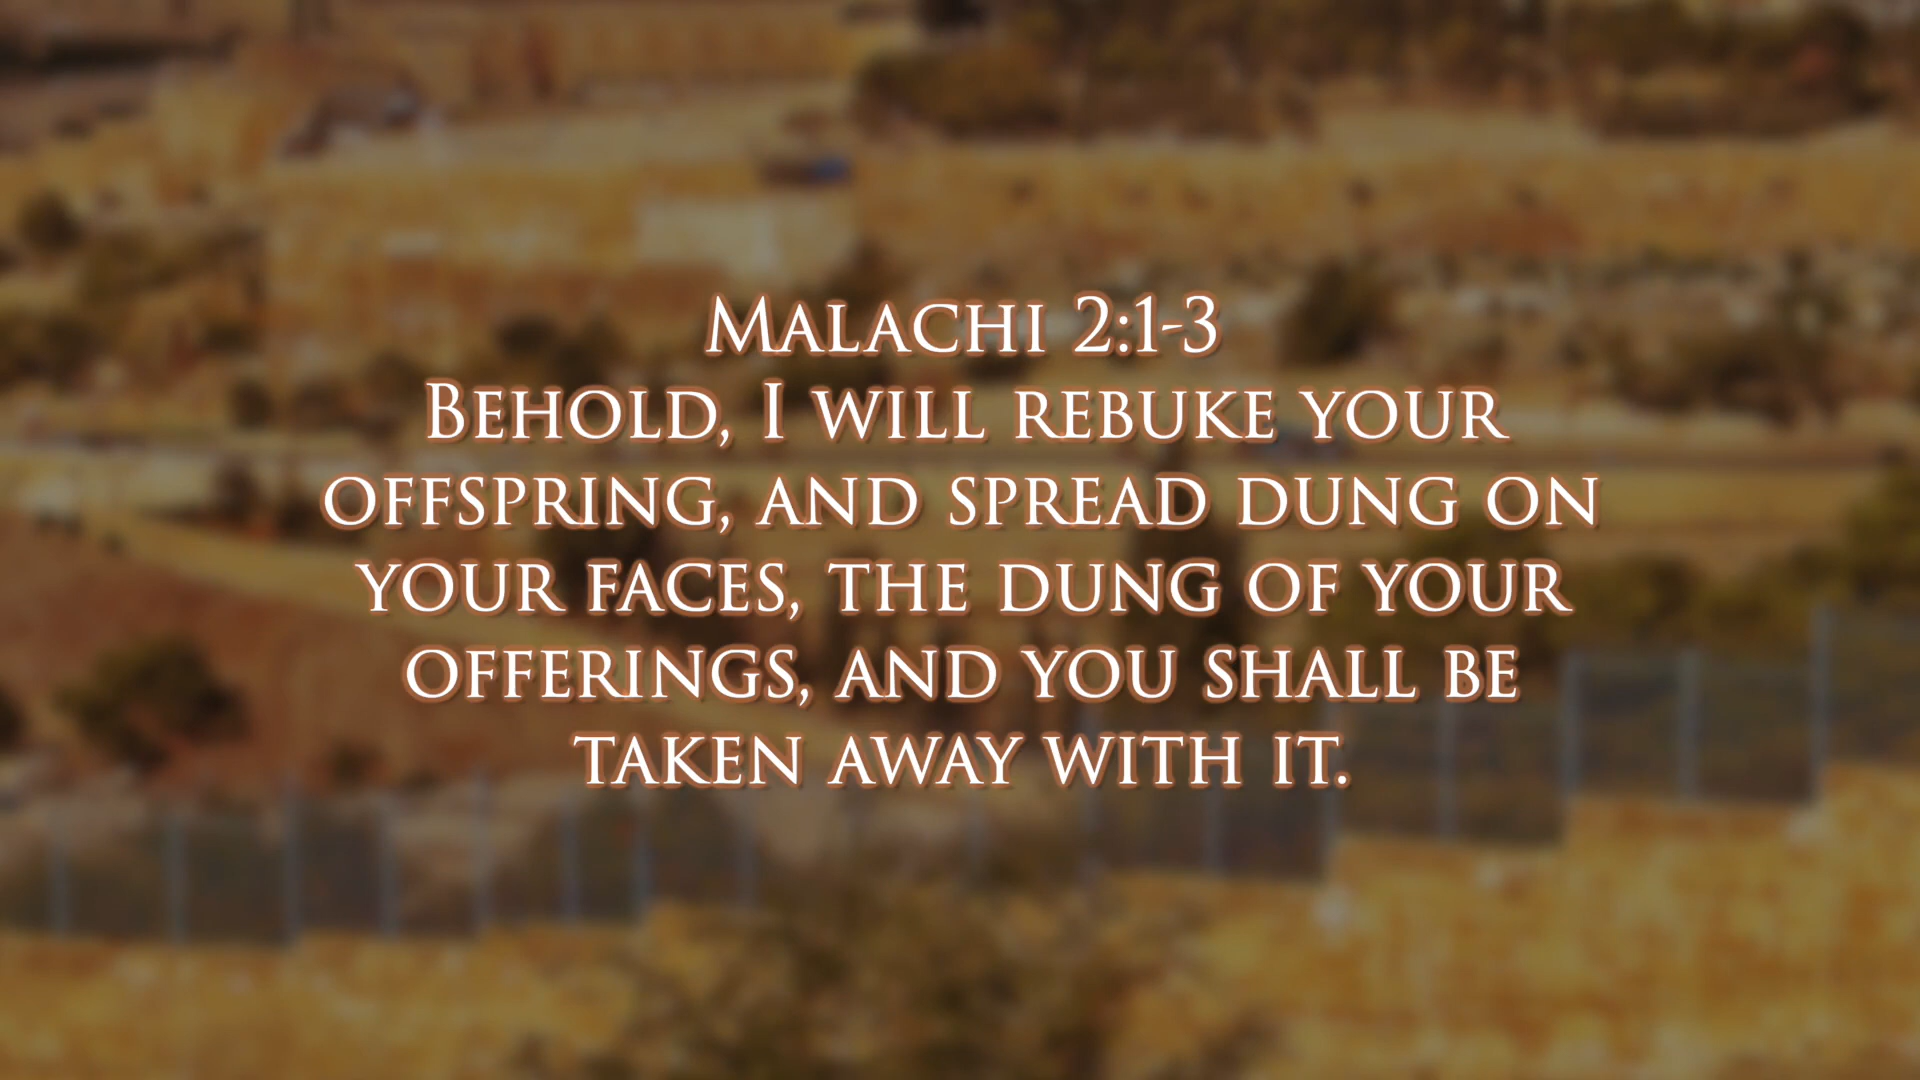 Malachi 2:1-3
Behold, I will rebuke your
offspring, and spread dung on
your faces, the dung of your
offerings, and you shall be
taken away with it.